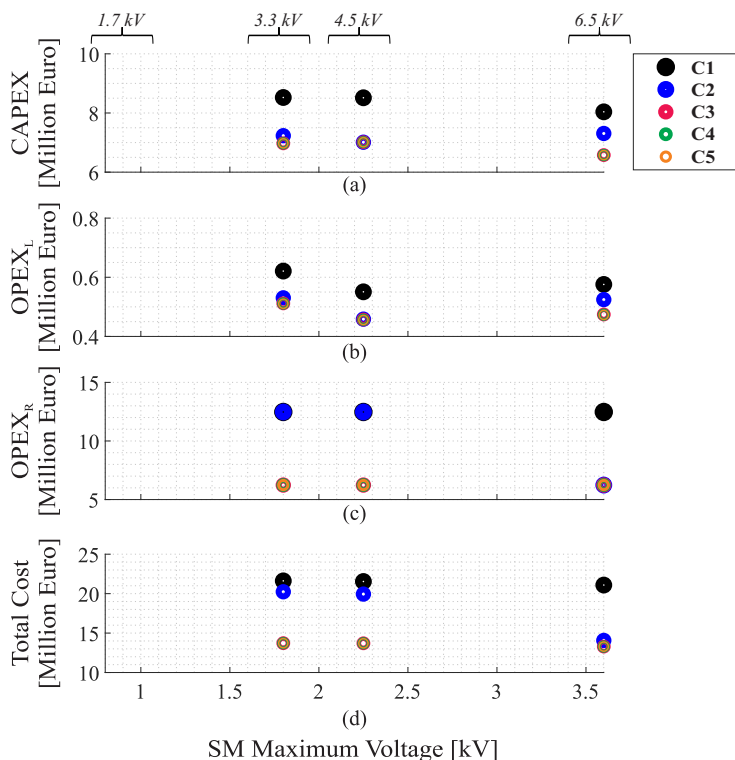 1.7 kV 3.3 kV 4.5 kV 6.5 kV
CAPEX
[Million Euro]
10
8
6
(a)
C1
C2
C3
C4
C5
OPEX_L
[Million Euro]
0.8
0.6
0.4
(b)
OPEX_R
[Million Euro]
15
10
5
(c)
Total Cost
[Million Euro]
25
20
15
10
1 1.5 2 2.5 3 3.5
(d)
SM Maximum Voltage [kV]